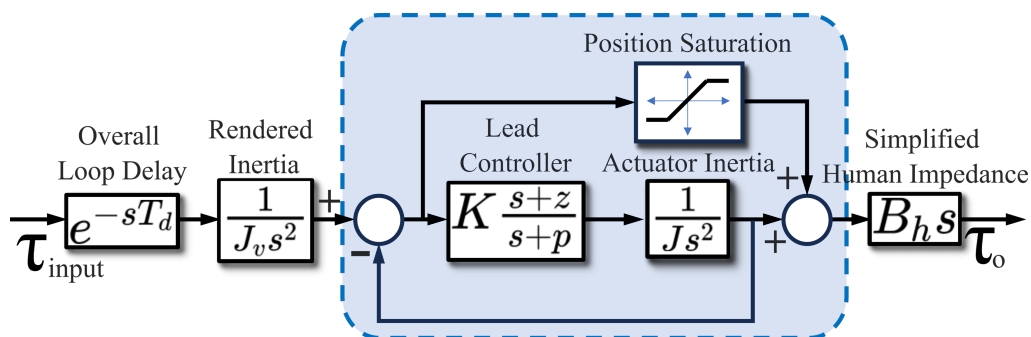 Position Saturation
Overall
Loop Delay
Rendered
Inertia
Lead
Controller
Actuator Inertia
Simplified
Human Impedance
e^{-sT_d}
1
J_v s^2
+
-
K
s+z
s+p
1
Js^2
+
+
B_h s
τ_input
τ_o